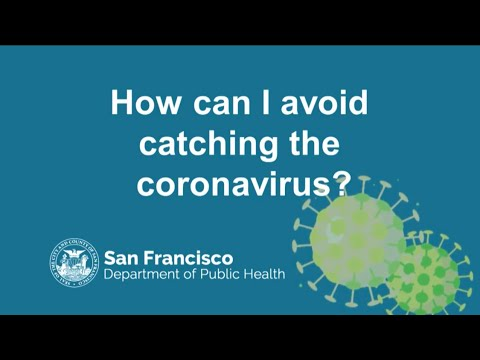 How can I avoid
catching the
coronavirus?
San Francisco
Department of Public Health